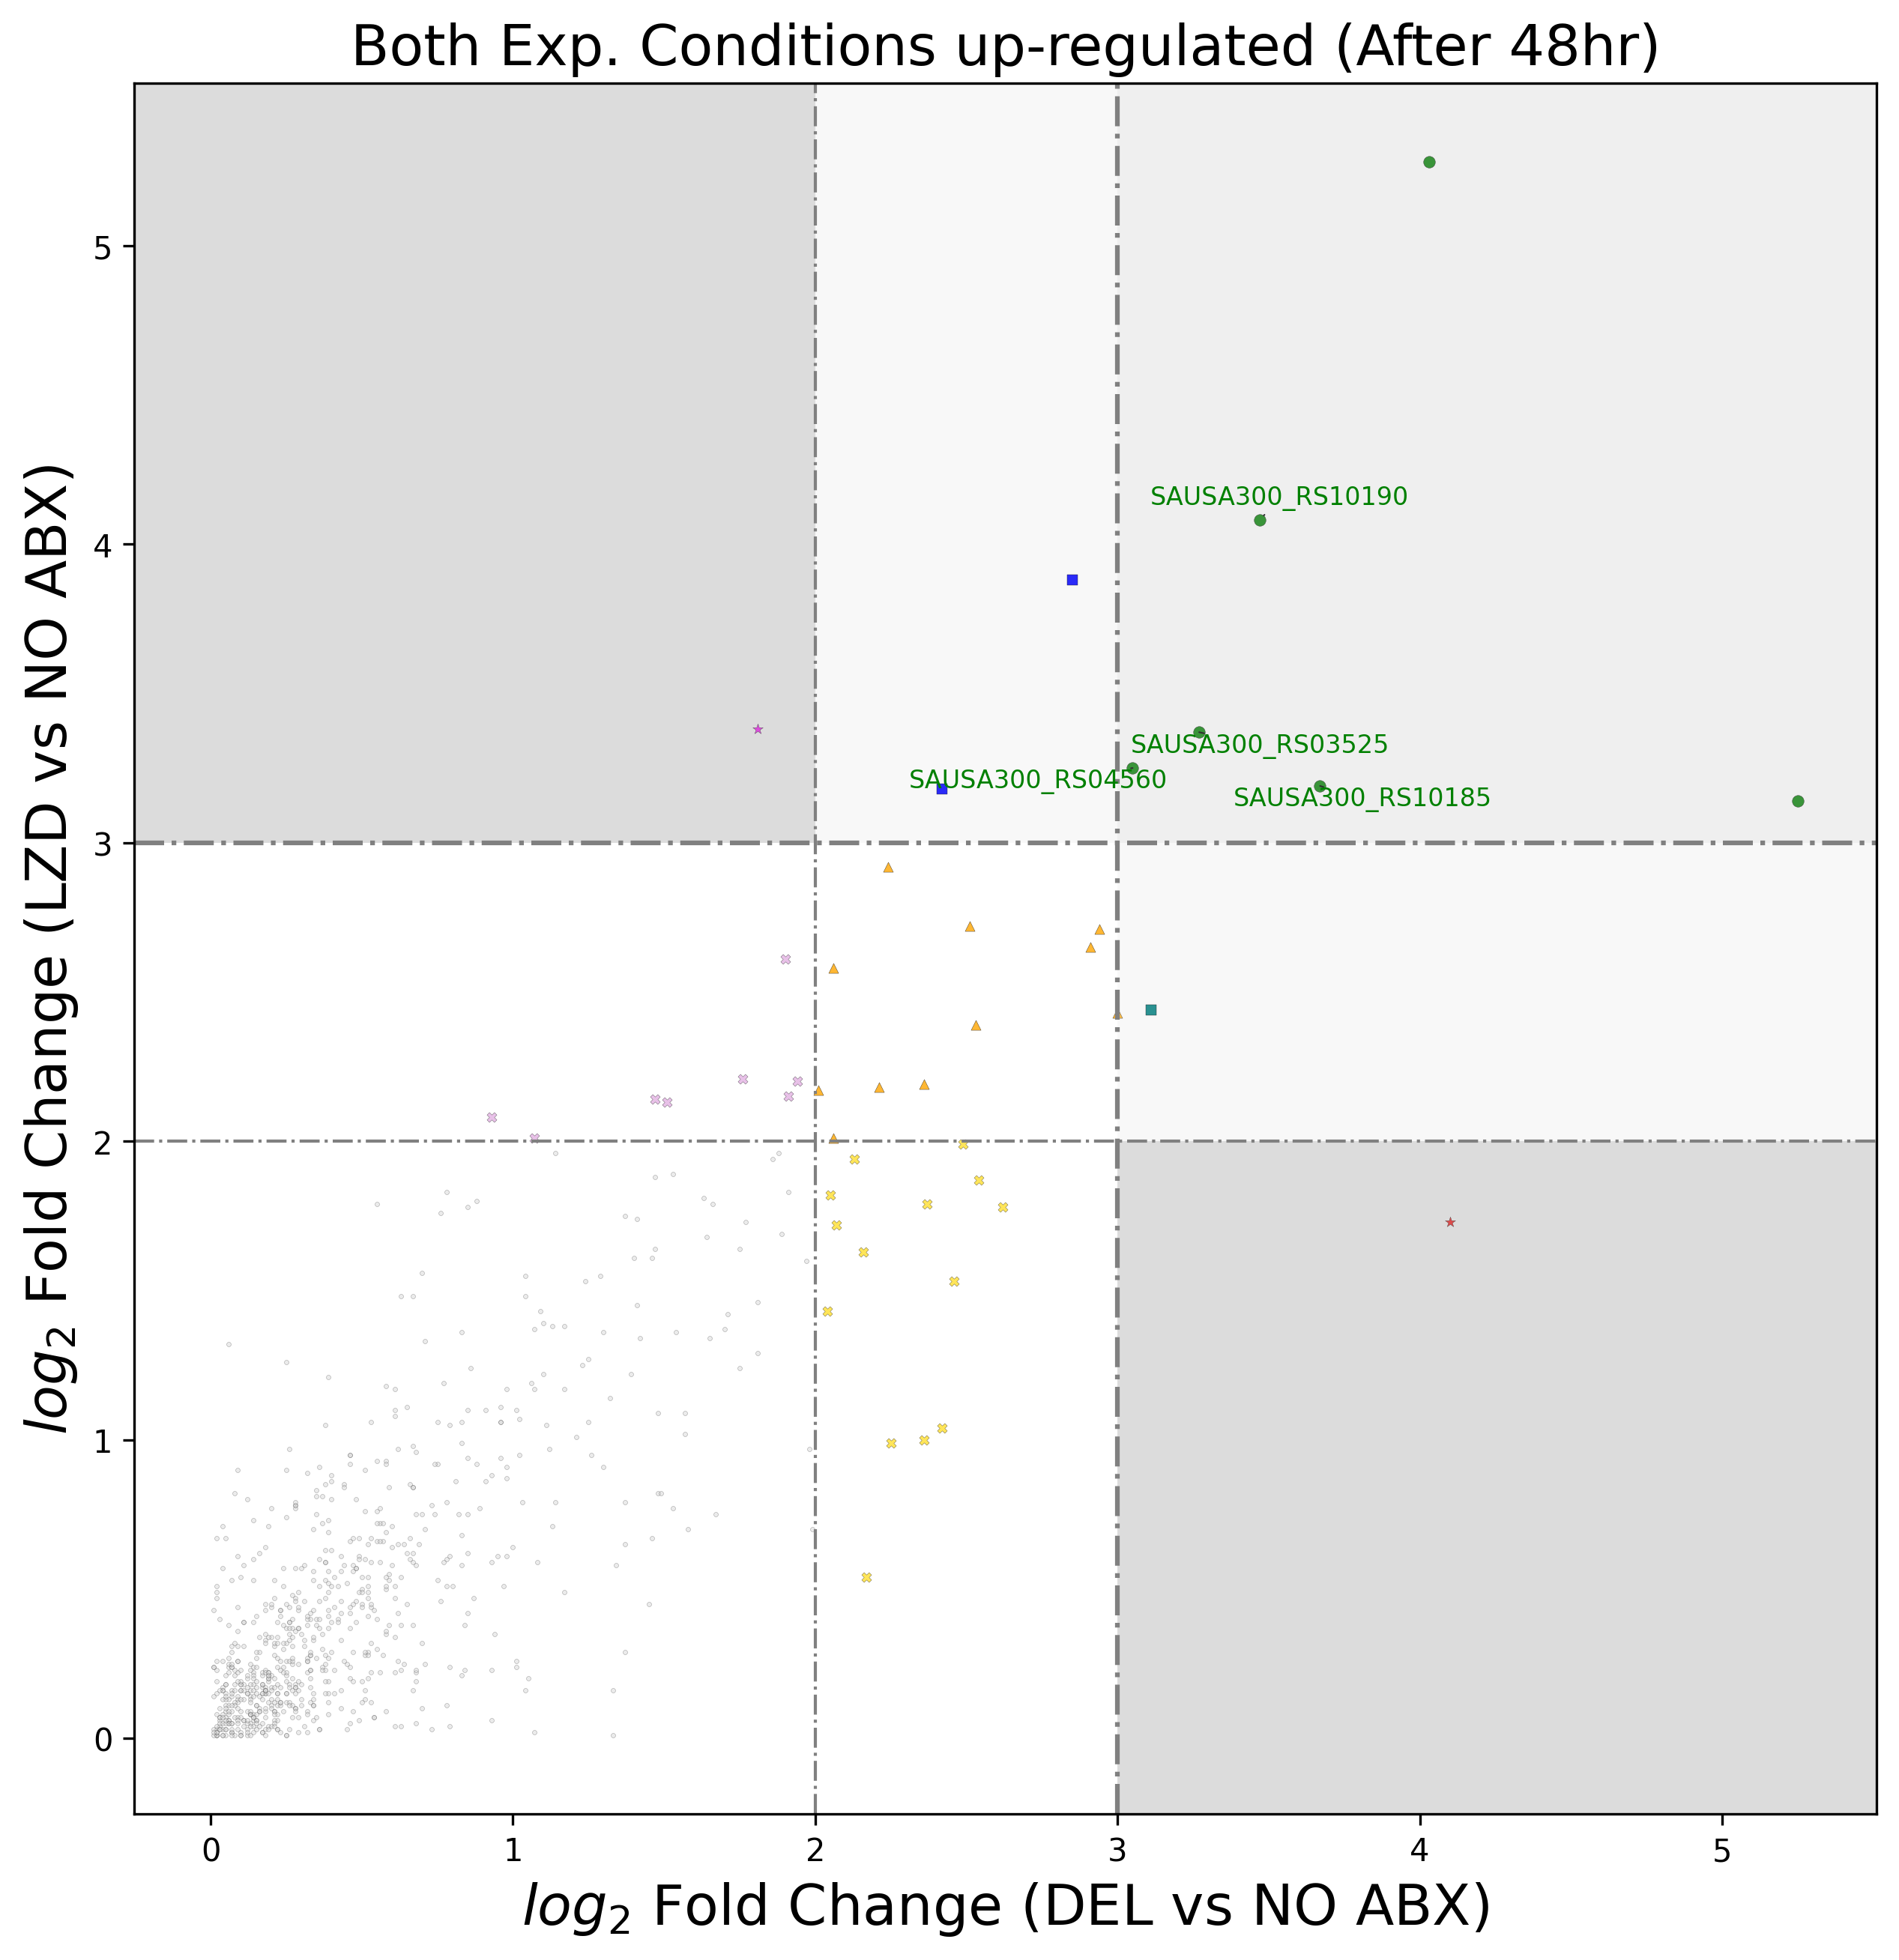 Both Exp. Conditions up-regulated (After 48hr)
log₂ Fold Change (LZD vs NO ABX)
5
4
3
2
1
0
SAUSA300_RS10190
SAUSA300_RS03525
SAUSA300_RS04560
SAUSA300_RS10185
0 1 2 3 4 5
log₂ Fold Change (DEL vs NO ABX)